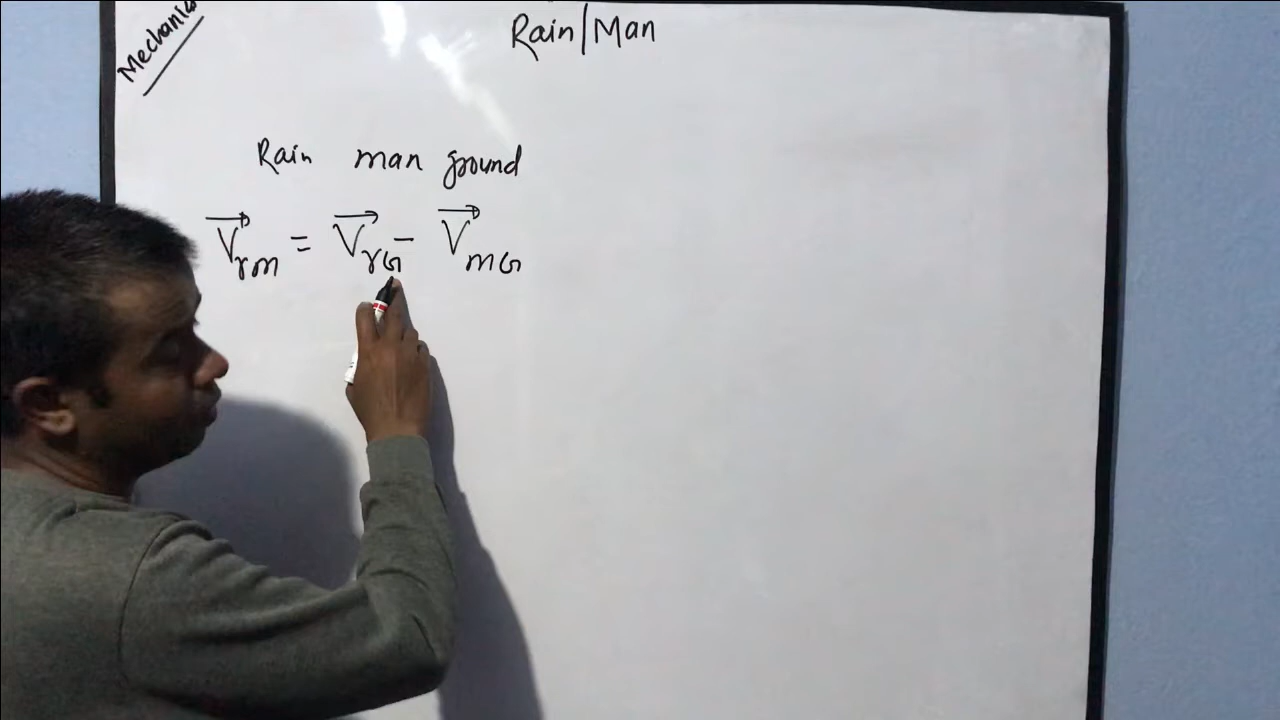 Mechanics
Rain/Man
Rain man ground
V⃗rm = V⃗rG - V⃗mG